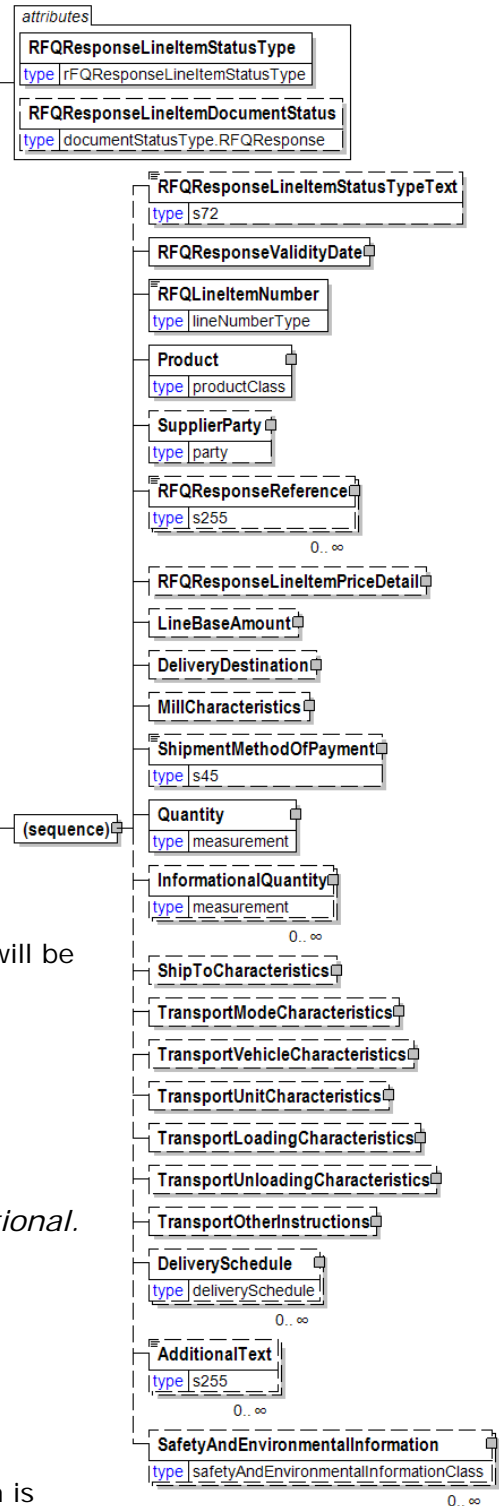 attributes
RFQResponseLineItemStatusType
type rFQResponseLineItemStatusType
RFQResponseLineItemDocumentStatus
type documentStatusType.RFQResponse
RFQResponseLineItemStatusTypeText
type s72
RFQResponseValidityDate
RFQLineItemNumber
type lineNumberType
Product
type productClass
SupplierParty
type party
RFQResponseReference
type s255
0.. ∞
RFQResponseLineItemPriceDetail
LineBaseAmount
DeliveryDestination
MillCharacteristics
ShipmentMethodOfPayment
type s45
(sequence)
Quantity
type measurement
InformationalQuantity
type measurement
0.. ∞
will be
ShipToCharacteristics
TransportModeCharacteristics
TransportVehicleCharacteristics
TransportUnitCharacteristics
TransportLoadingCharacteristics
TransportUnloadingCharacteristics
tional.
TransportOtherInstructions
DeliverySchedule
type deliverySchedule
0.. ∞
AdditionalText
type s255
0.. ∞
SafetyAndEnvironmentalInformation
type safetyAndEnvironmentalInformationClass
n is
0.. ∞